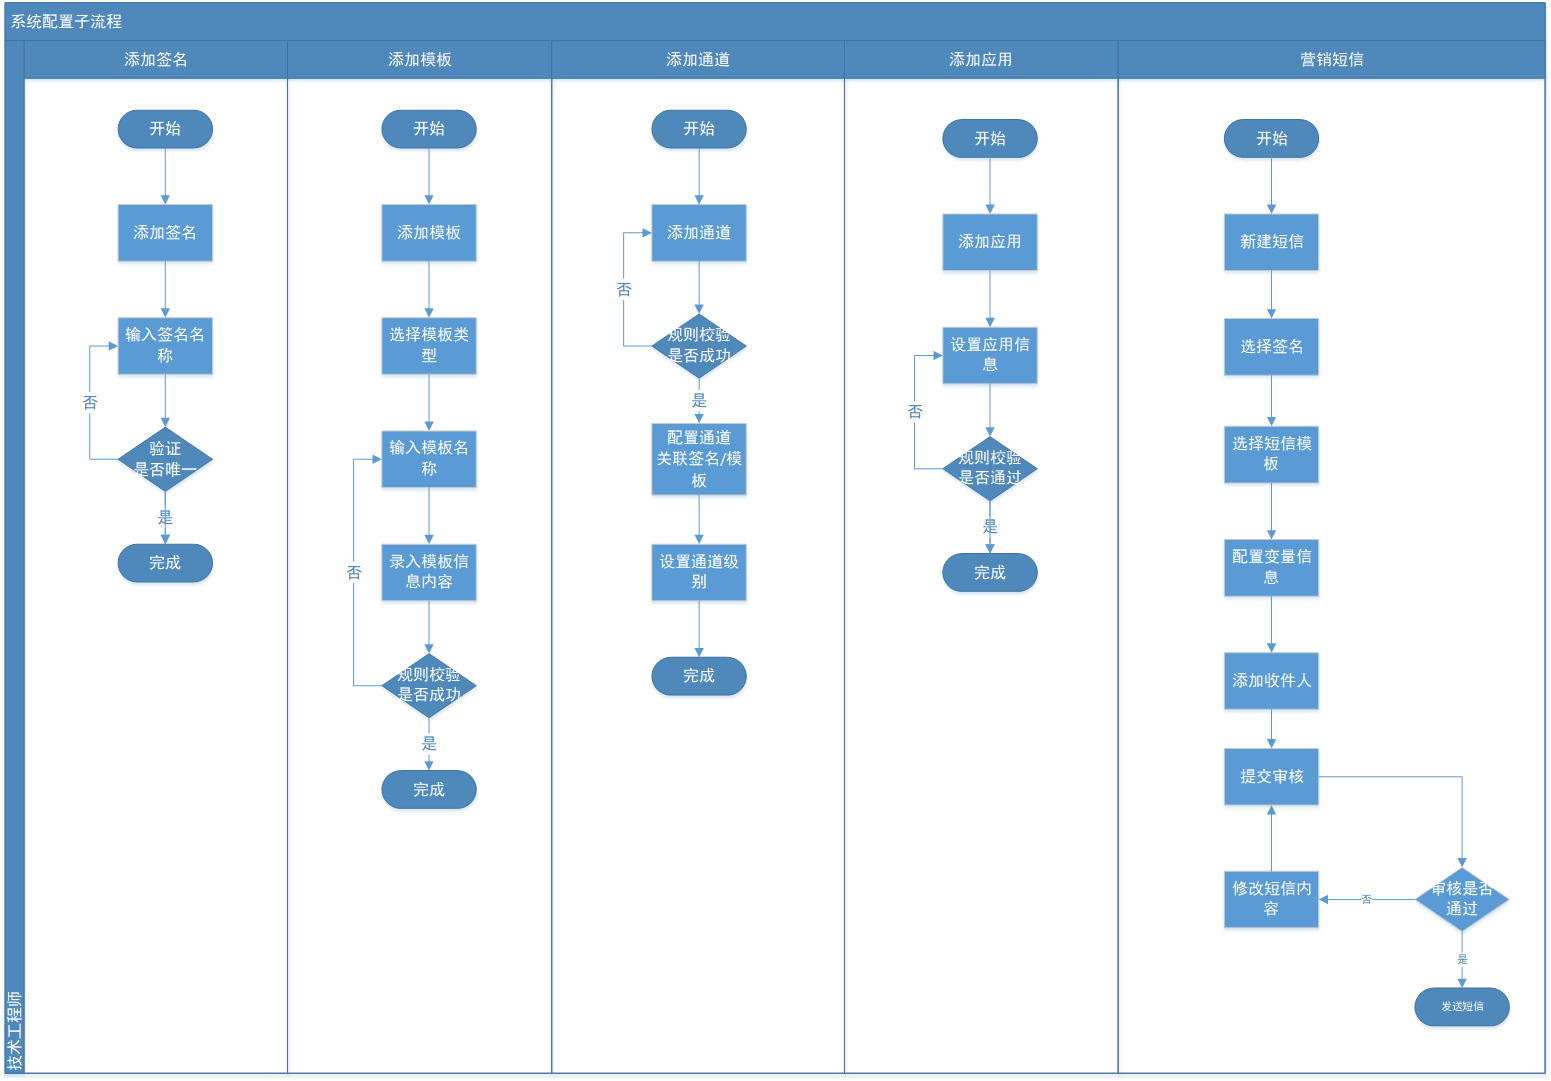 系统配置子流程
添加签名
添加模板
添加通道
添加应用
营销短信
技术工程师
开始
添加签名
输入签名名
称
否
验证
是否唯一
是
完成
开始
添加模板
选择模板类
型
输入模板名
称
录入模板信
息内容
否
规则校验
是否成功
是
完成
开始
添加通道
否
规则校验
是否成功
是
配置通道
关联签名/模
板
设置通道级
别
完成
开始
添加应用
设置应用信
息
否
规则校验
是否通过
是
完成
开始
新建短信
选择签名
选择短信模
板
配置变量信
息
添加收件人
提交审核
修改短信内
容
否
审核是否
通过
是
发送短信